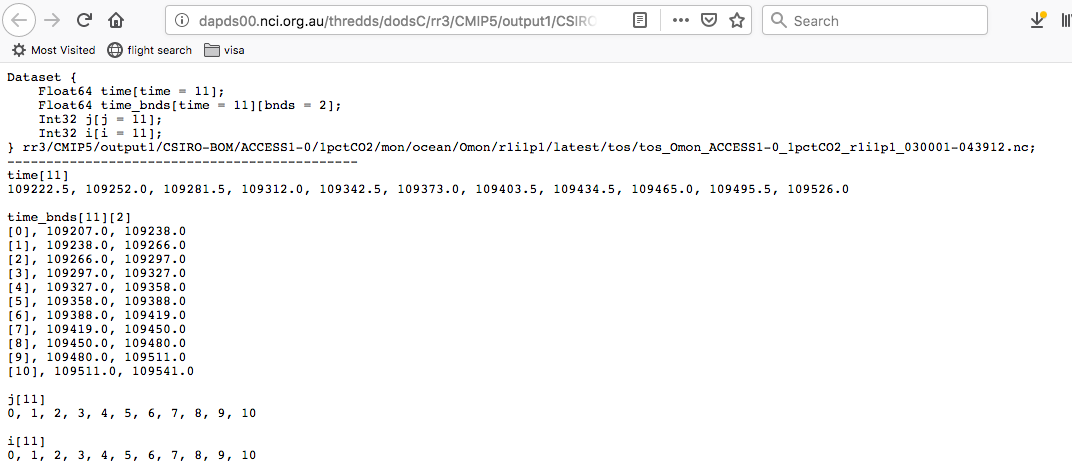 dapds00.nci.org.au/thredds/dodsC/rr3/CMIP5/output1/CSIRO
Search
Most Visited flight search visa
Dataset {
    Float64 time[time = 11];
    Float64 time_bnds[time = 11][bnds = 2];
    Int32 j[j = 11];
    Int32 i[i = 11];
} rr3/CMIP5/output1/CSIRO-BOM/ACCESS1-0/1pctCO2/mon/ocean/Omon/r1i1p1/latest/tos/tos_Omon_ACCESS1-0_1pctCO2_r1i1p1_030001-043912.nc;
---------------------------------------------
time[11]
109222.5, 109252.0, 109281.5, 109312.0, 109342.5, 109373.0, 109403.5, 109434.5, 109465.0, 109495.5, 109526.0
time_bnds[11][2]
[0], 109207.0, 109238.0
[1], 109238.0, 109266.0
[2], 109266.0, 109297.0
[3], 109297.0, 109327.0
[4], 109327.0, 109358.0
[5], 109358.0, 109388.0
[6], 109388.0, 109419.0
[7], 109419.0, 109450.0
[8], 109450.0, 109480.0
[9], 109480.0, 109511.0
[10], 109511.0, 109541.0
j[11]
0, 1, 2, 3, 4, 5, 6, 7, 8, 9, 10
i[11]
0, 1, 2, 3, 4, 5, 6, 7, 8, 9, 10